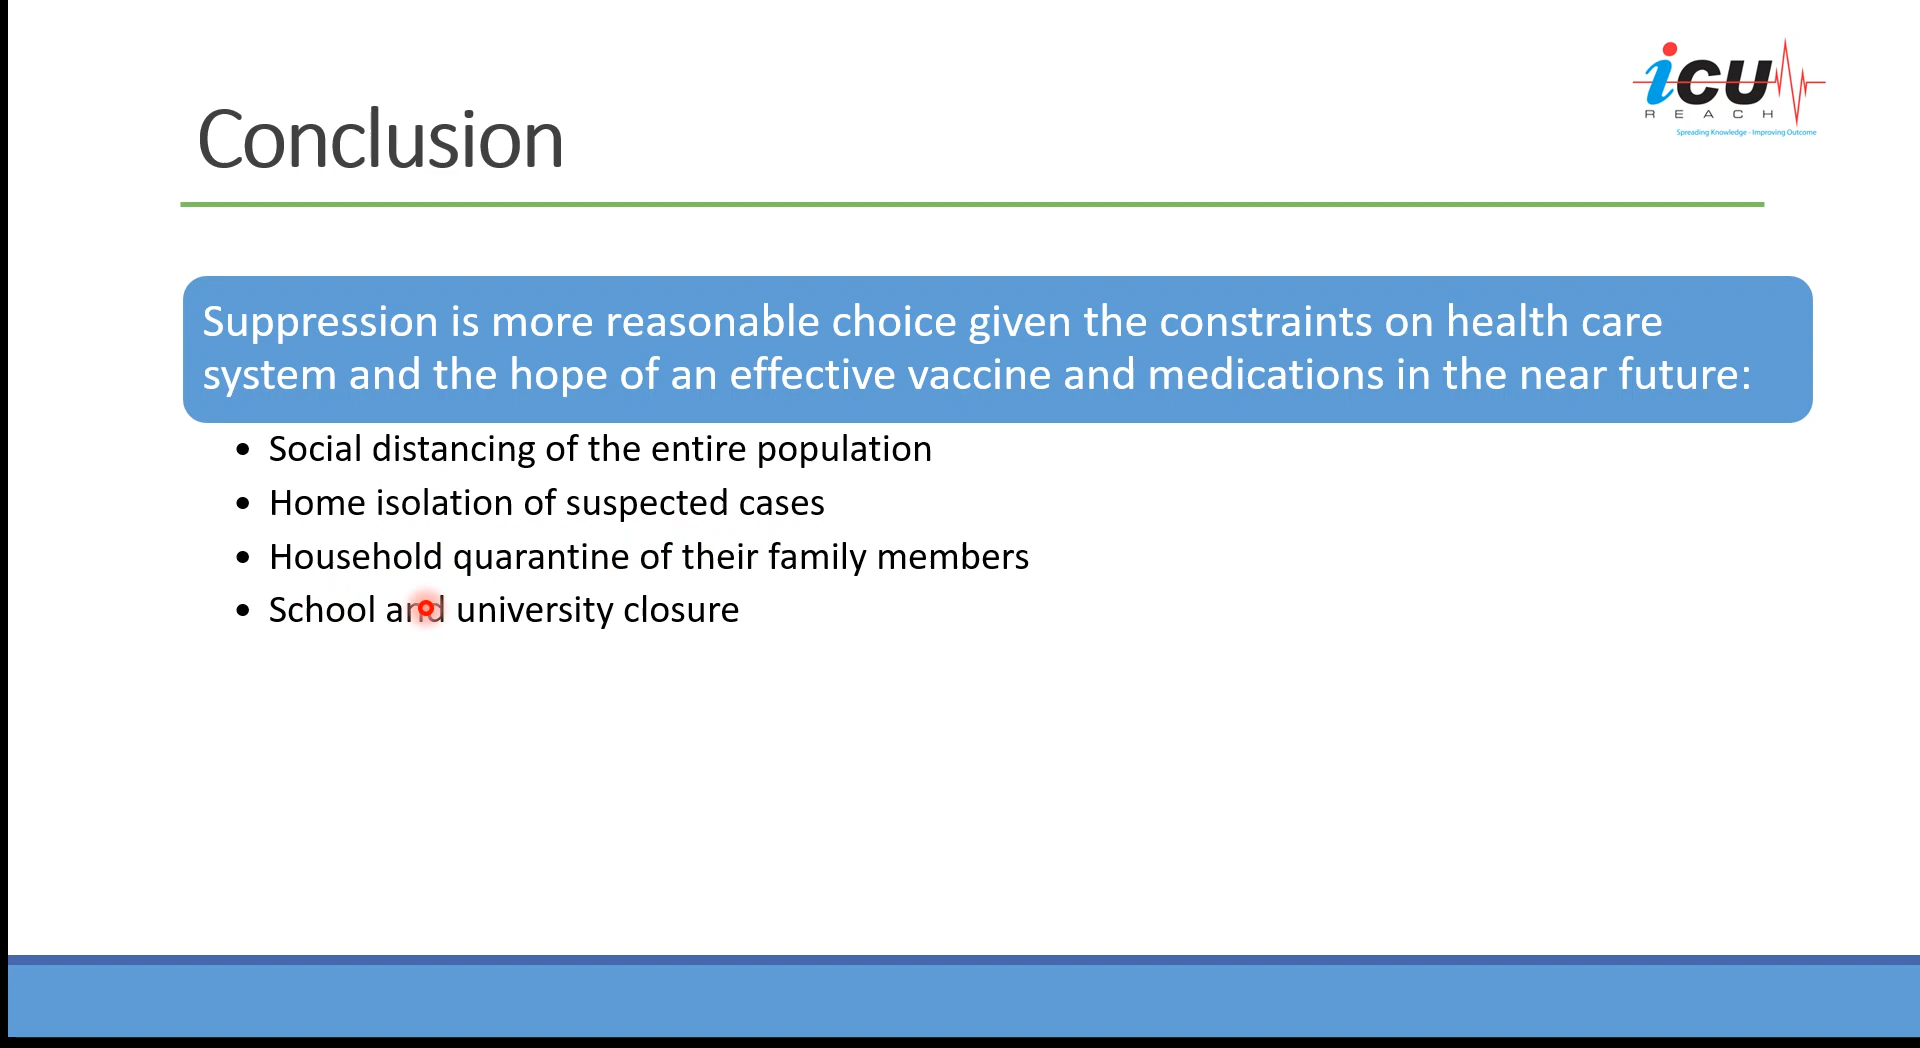 icu
REACH
Spreading Knowledge - Improving Outcome
Conclusion
Suppression is more reasonable choice given the constraints on health care
system and the hope of an effective vaccine and medications in the near future:
• Social distancing of the entire population
• Home isolation of suspected cases
• Household quarantine of their family members
• School and university closure